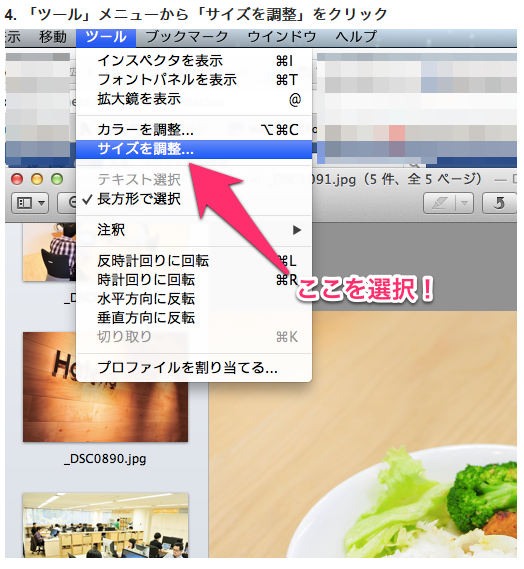 4. 「ツール」メニューから「サイズを調整」をクリック
示 移動 ツール ブックマーク ウインドウ ヘルプ
インスペクタを表示 ⌘I
フォントパネルを表示 ⌘T
拡大鏡を表示 @
カラーを調整... ⌥⌘C
サイズを調整...
テキスト選択
✓ 長方形で選択
注釈 ▶
反時計回りに回転 ⌘L
時計回りに回転 ⌘R
水平方向に反転
垂直方向に反転
切り取り ⌘K
プロファイルを割り当てる...
091.jpg（5 件、全 5 ページ）
ここを選択！
_DSC0890.jpg